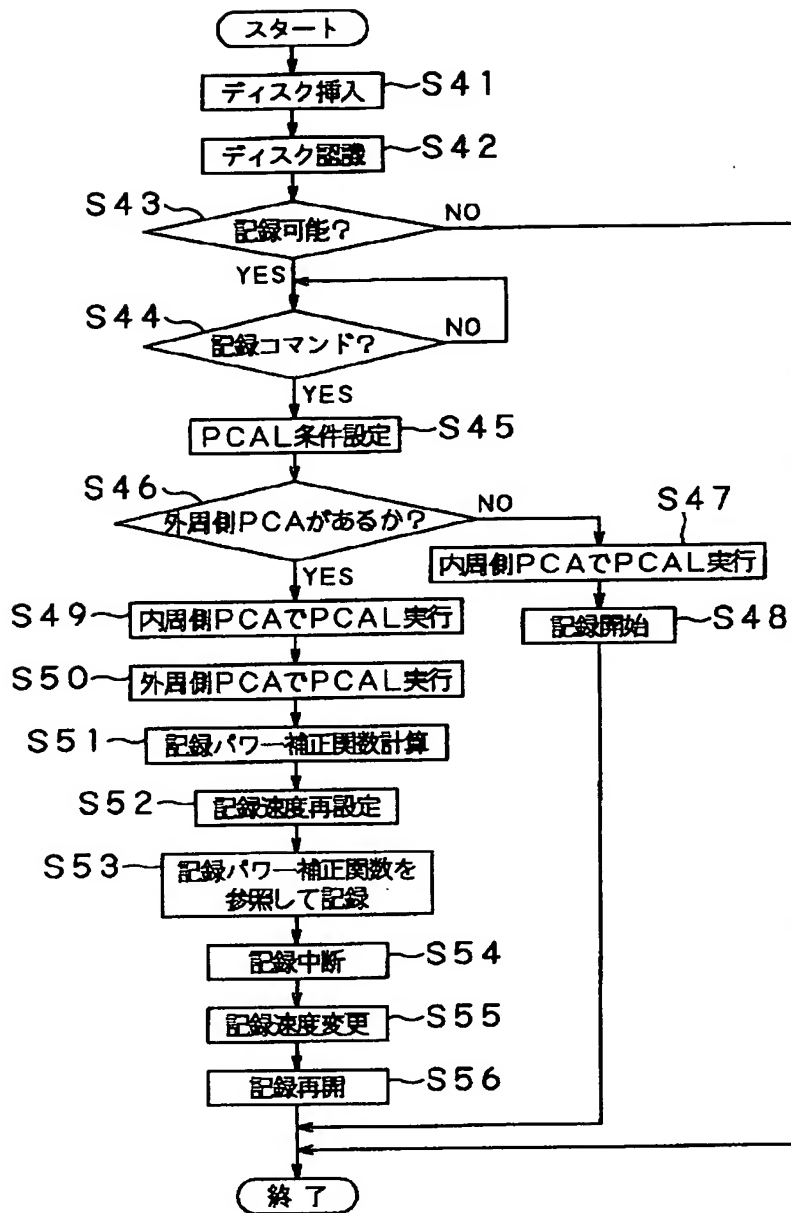 スタート
ディスク挿入
S41
ディスク認識
S42
S43
記録可能?
NO
YES
S44
記録コマンド?
NO
YES
PCAL条件設定
S45
S46
外周側PCAがあるか?
NO
YES
S47
内周側PCAでPCAL実行
記録開始
S48
S49
内周側PCAでPCAL実行
S50
外周側PCAでPCAL実行
S51
記録パワー補正関数計算
S52
記録速度再設定
S53
記録パワー補正関数を
参照して記録
記録中断
S54
記録速度変更
S55
記録再開
S56
終了